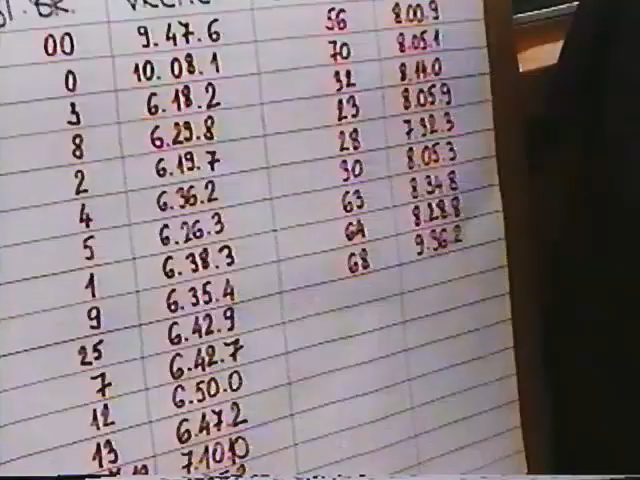 BR. VREME
00 9.47.6 56 8.00.9
0 10.08.1 70 8.05.1
3 6.18.2 32 8.11.0
8 6.29.8 23 8.05.9
2 6.19.7 28 7.32.3
4 6.36.2 30 8.05.3
5 6.26.3 63 8.34.8
1 6.38.3 64 8.28.8
9 6.35.4 68 9.56.2
25 6.42.9
7 6.42.7
12 6.50.0
13 6.47.2
7.10.0